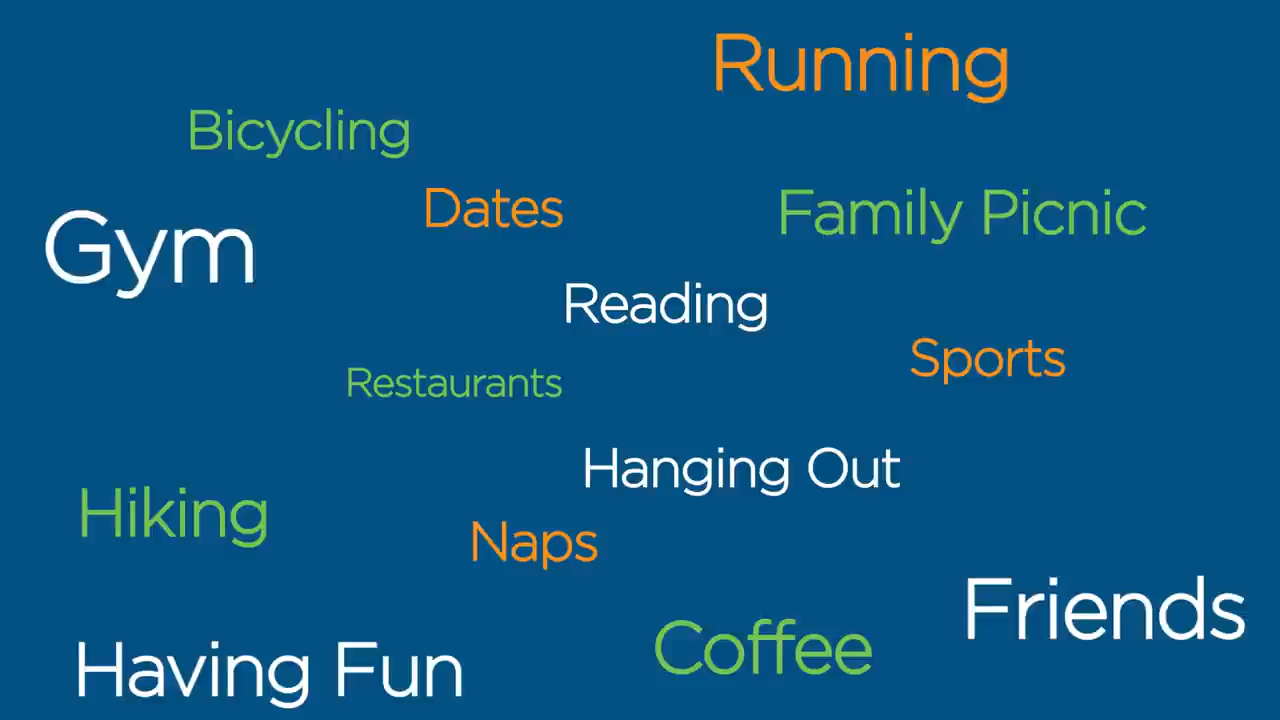 Running
Bicycling
Dates
Family Picnic
Gym
Reading
Sports
Restaurants
Hanging Out
Hiking
Naps
Friends
Coffee
Having Fun